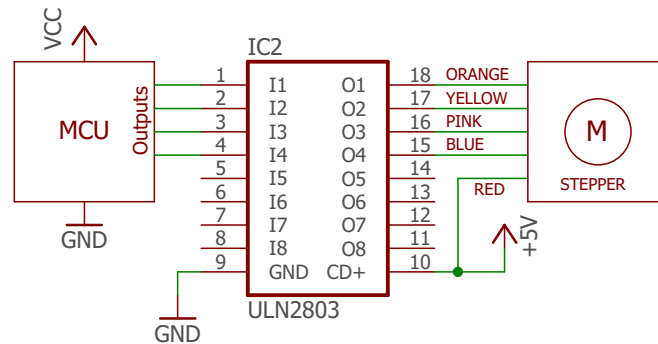 VCC
MCU
Outputs
GND
IC2
1 I1 O1 18 ORANGE
2 I2 O2 17 YELLOW
3 I3 O3 16 PINK
4 I4 O4 15 BLUE
5 I5 O5 14
6 I6 O6 13
7 I7 O7 12
8 I8 O8 11
9 GND CD+ 10
ULN2803
GND
M
STEPPER
RED
+5V